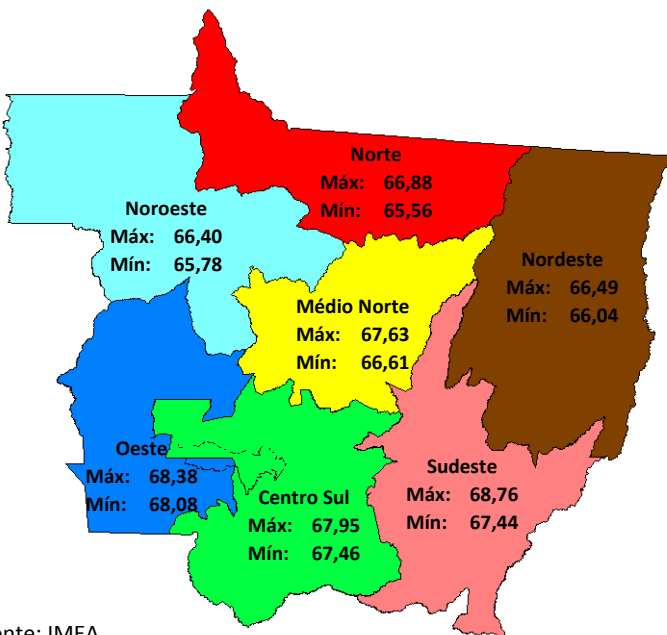 Norte
Máx: 66,88
Mín: 65,56
Noroeste
Máx: 66,40
Mín: 65,78
Nordeste
Máx: 66,49
Mín: 66,04
Médio Norte
Máx: 67,63
Mín: 66,61
Oeste
Máx: 68,38
Mín: 68,08
Sudeste
Máx: 68,76
Mín: 67,44
Centro Sul
Máx: 67,95
Mín: 67,46
onte: IMEA